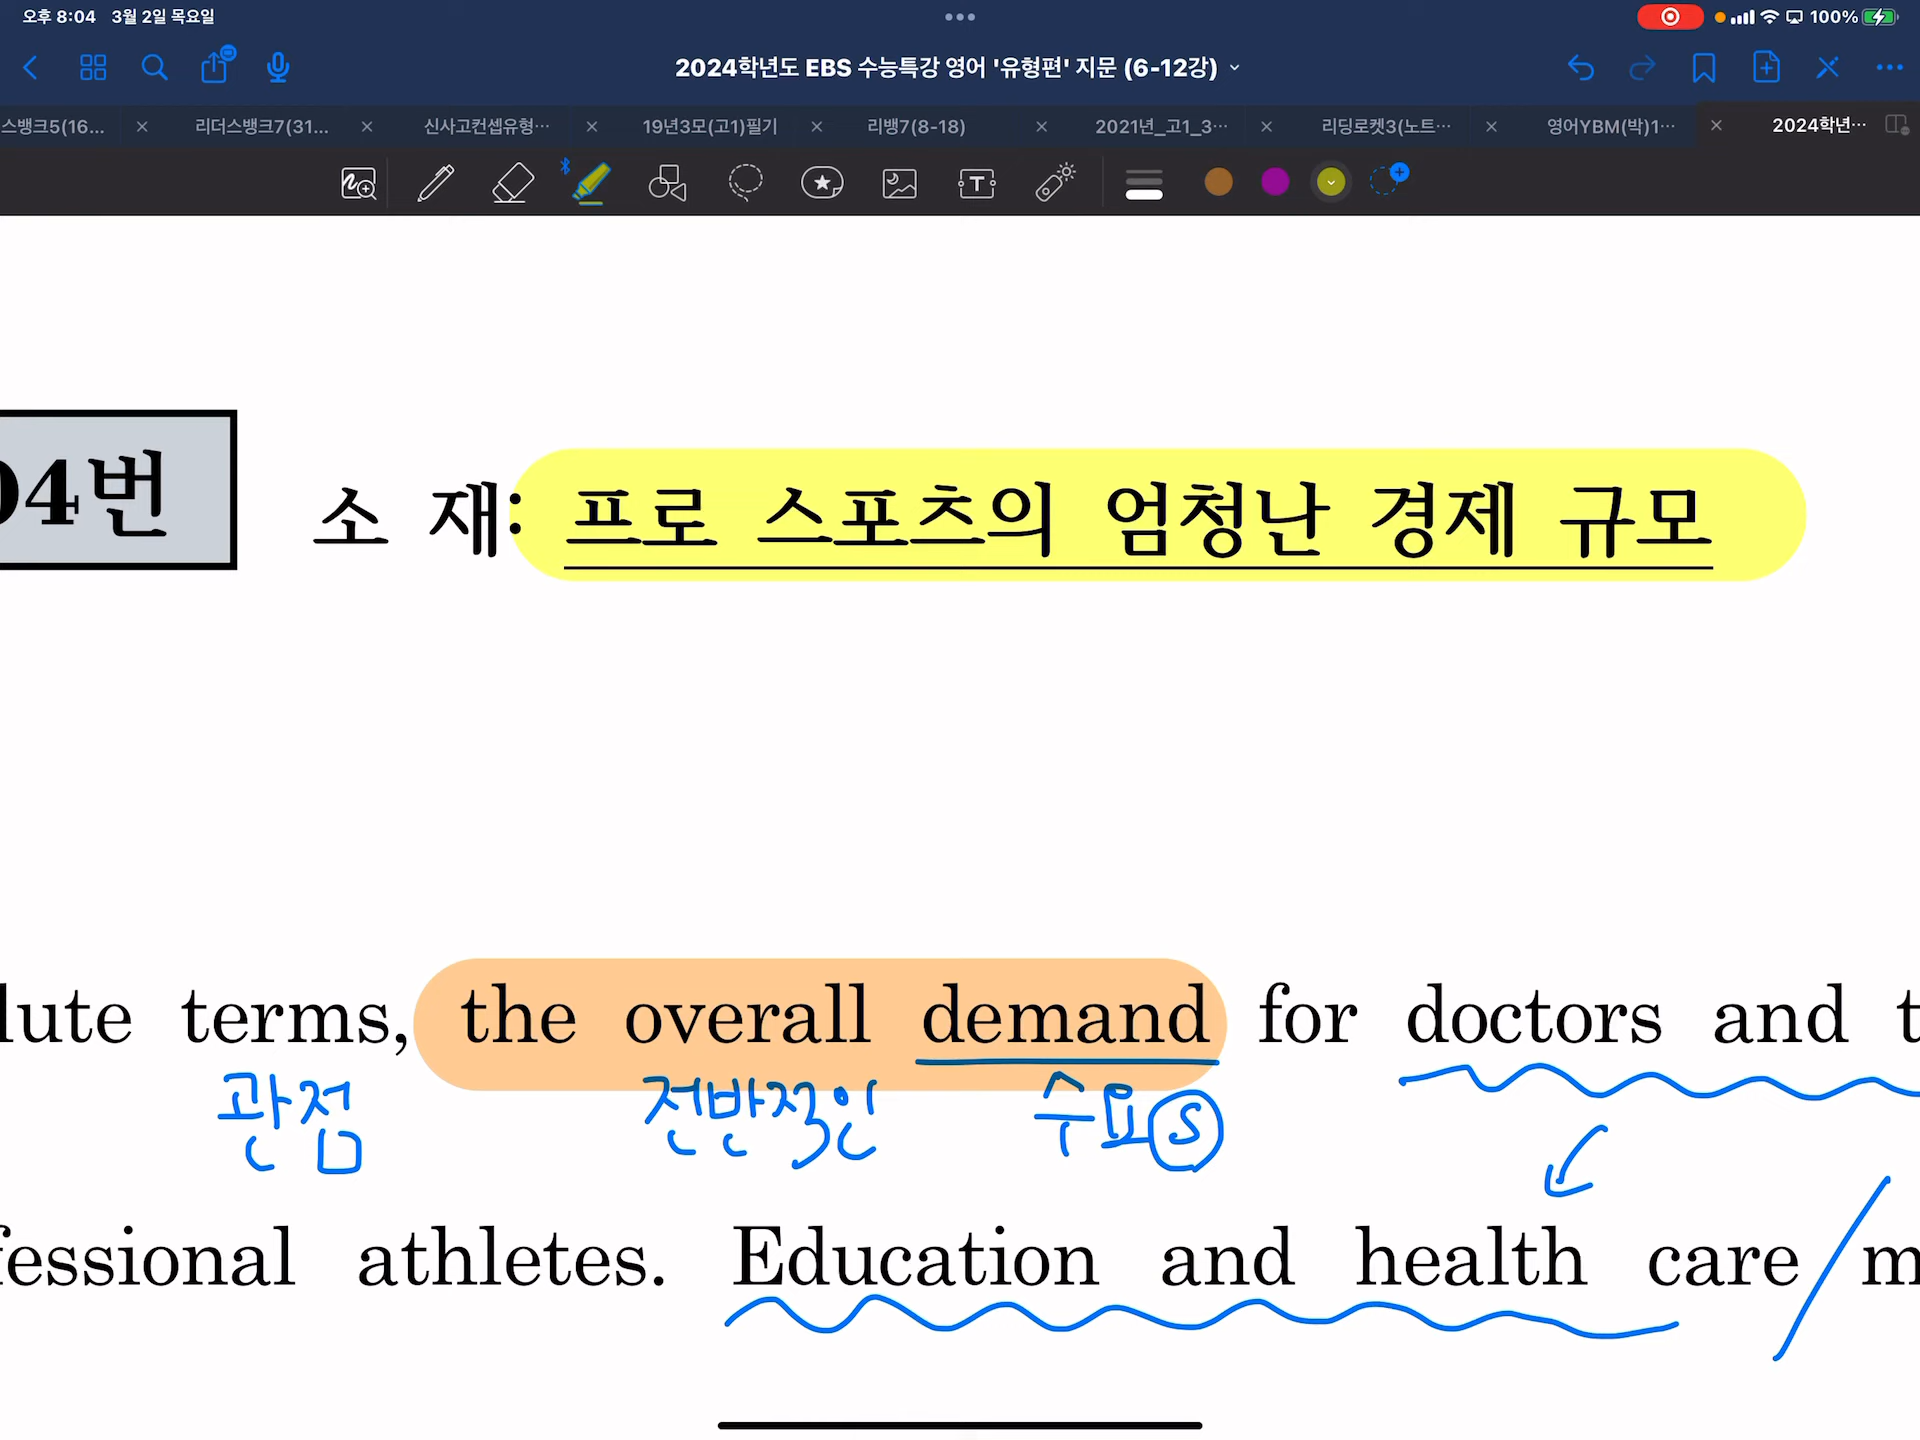 오후 8:04 3월 2일 목요일
100%
2024학년도 EBS 수능특강 영어 '유형편' 지문 (6-12강)
스뱅크5(16... 리더스뱅크7(31... 신사고컨셉유형... 19년3모(고1)필기 리뱅7(8-18) 2021년_고1_3... 리딩로켓3(노트... 영어YBM(박)1... 2024학년...
04번 소 재: 프로 스포츠의 엄청난 경제 규모
lute terms, the overall demand for doctors and t
관점 전반적인 수요 S
fessional athletes. Education and health care / m